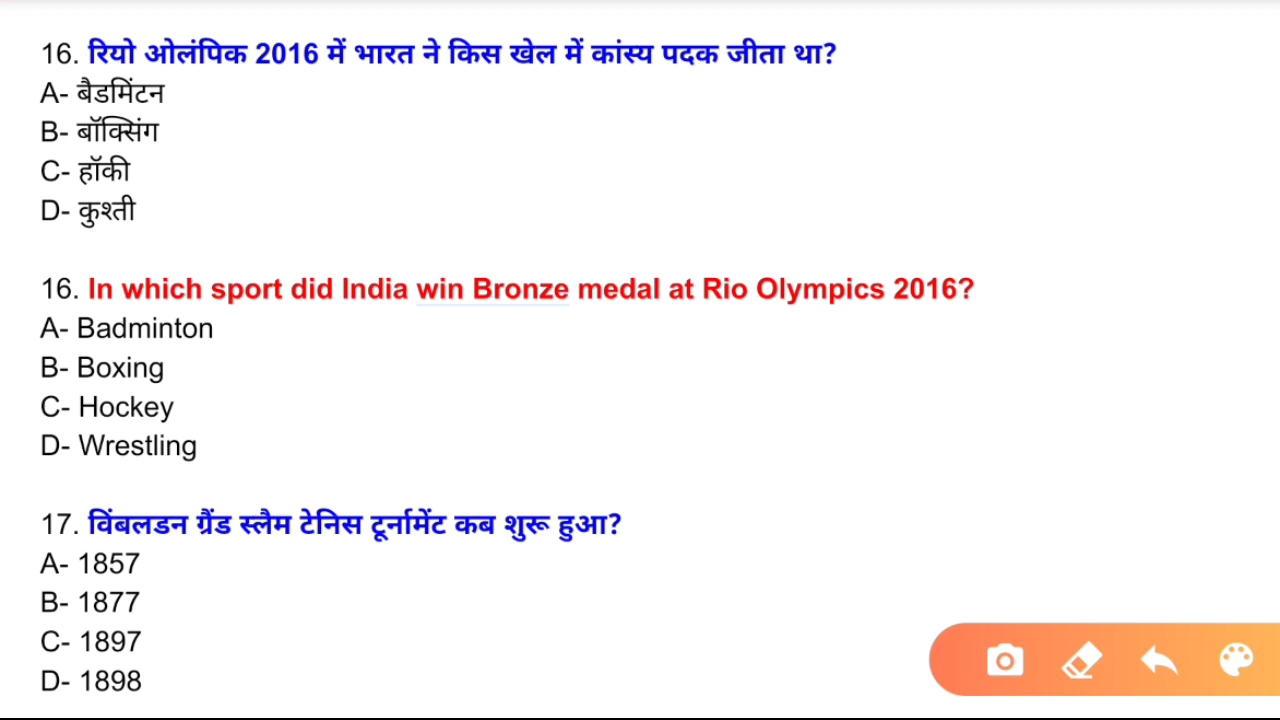 16. रियो ओलंपिक 2016 में भारत ने किस खेल में कांस्य पदक जीता था?
A- बैडमिंटन
B- बॉक्सिंग
C- हॉकी
D- कुश्ती
16. In which sport did India win Bronze medal at Rio Olympics 2016?
A- Badminton
B- Boxing
C- Hockey
D- Wrestling
17. विंबलडन ग्रैंड स्लैम टेनिस टूर्नामेंट कब शुरू हुआ?
A- 1857
B- 1877
C- 1897
D- 1898